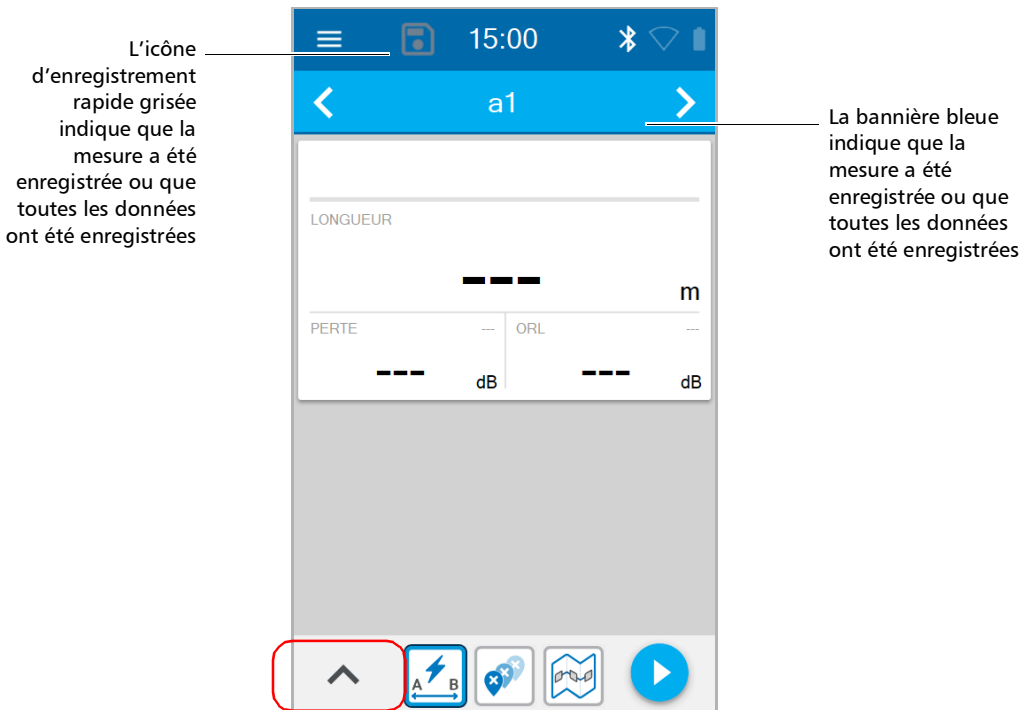 L'icône
d'enregistrement
rapide grisée
indique que la
mesure a été
enregistrée ou que
toutes les données
ont été enregistrées
15:00
a1
LONGUEUR
---
m
PERTE
---
---
dB
ORL
---
---
dB
A
B
La bannière bleue
indique que la
mesure a été
enregistrée ou que
toutes les données
ont été enregistrées